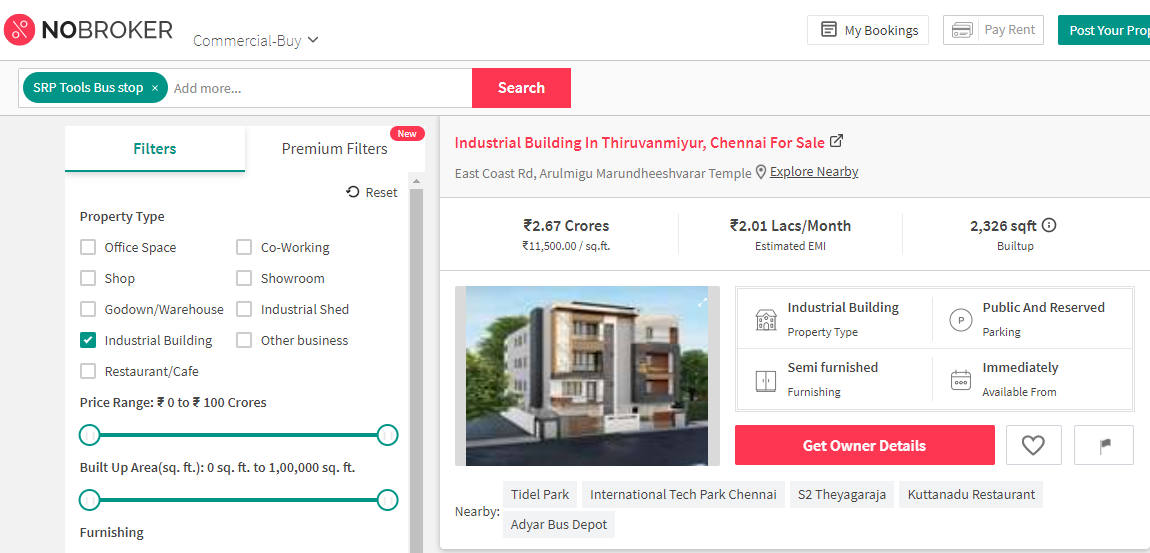 NOBROKER
Commercial-Buy
My Bookings
Pay Rent
Post Your Prop
SRP Tools Bus stop ×
Add more...
Search
Filters
Premium Filters
New
Reset
Property Type
Office Space
Co-Working
Shop
Showroom
Godown/Warehouse
Industrial Shed
Industrial Building
Other business
Restaurant/Cafe
Price Range: ₹ 0 to ₹ 100 Crores
Built Up Area(sq. ft.): 0 sq. ft. to 1,00,000 sq. ft.
Furnishing
Industrial Building In Thiruvanmiyur, Chennai For Sale
East Coast Rd, Arulmigu Marundheeshvarar Temple Explore Nearby
₹2.67 Crores
₹11,500.00 / sq.ft.
₹2.01 Lacs/Month
Estimated EMI
2,326 sqft
Builtup
Industrial Building
Property Type
Public And Reserved
Parking
Semi furnished
Furnishing
Immediately
Available From
Get Owner Details
Nearby:
Tidel Park
International Tech Park Chennai
S2 Theyagaraja
Kuttanadu Restaurant
Adyar Bus Depot